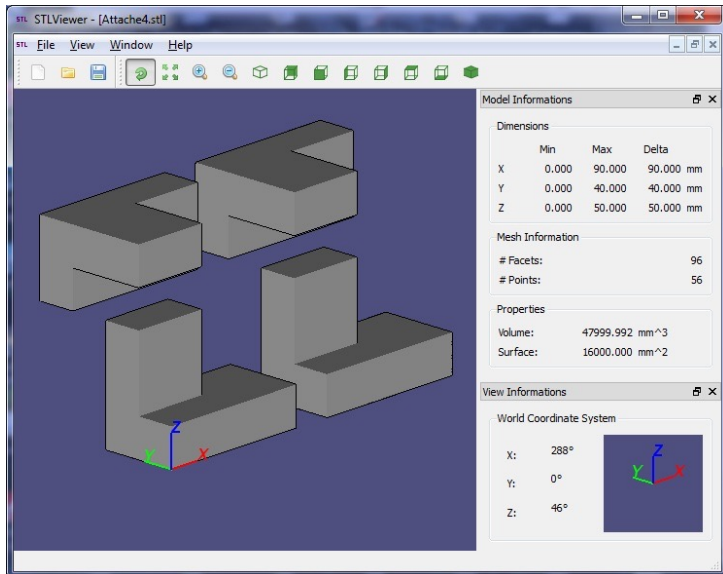 STL STLViewer - [Attache4.stl]
STL File View Window Help
Model Informations
Dimensions
Min Max Delta
X 0.000 90.000 90.000 mm
Y 0.000 40.000 40.000 mm
Z 0.000 50.000 50.000 mm
Mesh Information
# Facets: 96
# Points: 56
Properties
Volume: 47999.992 mm^3
Surface: 16000.000 mm^2
View Informations
World Coordinate System
X: 288°
Y: 0°
Z: 46°
Z
Y X
Z
Y X